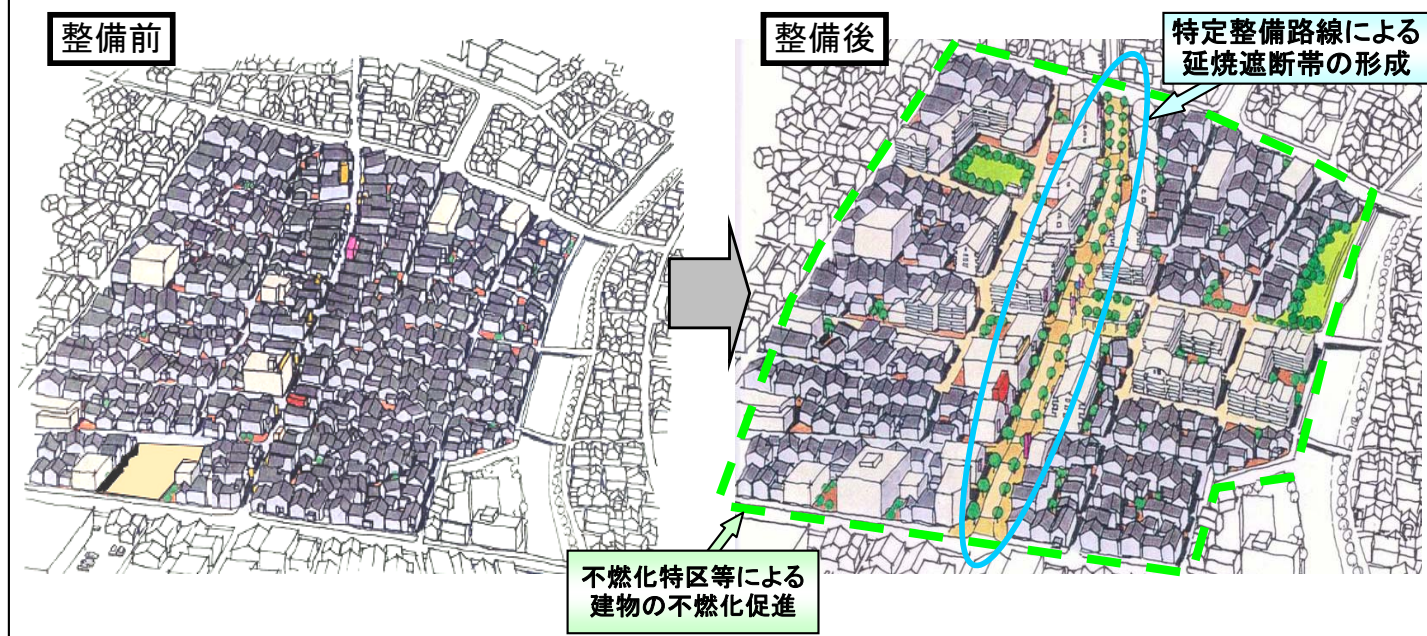 整備前
整備後
特定整備路線による
延焼遮断帯の形成
不燃化特区等による
建物の不燃化促進